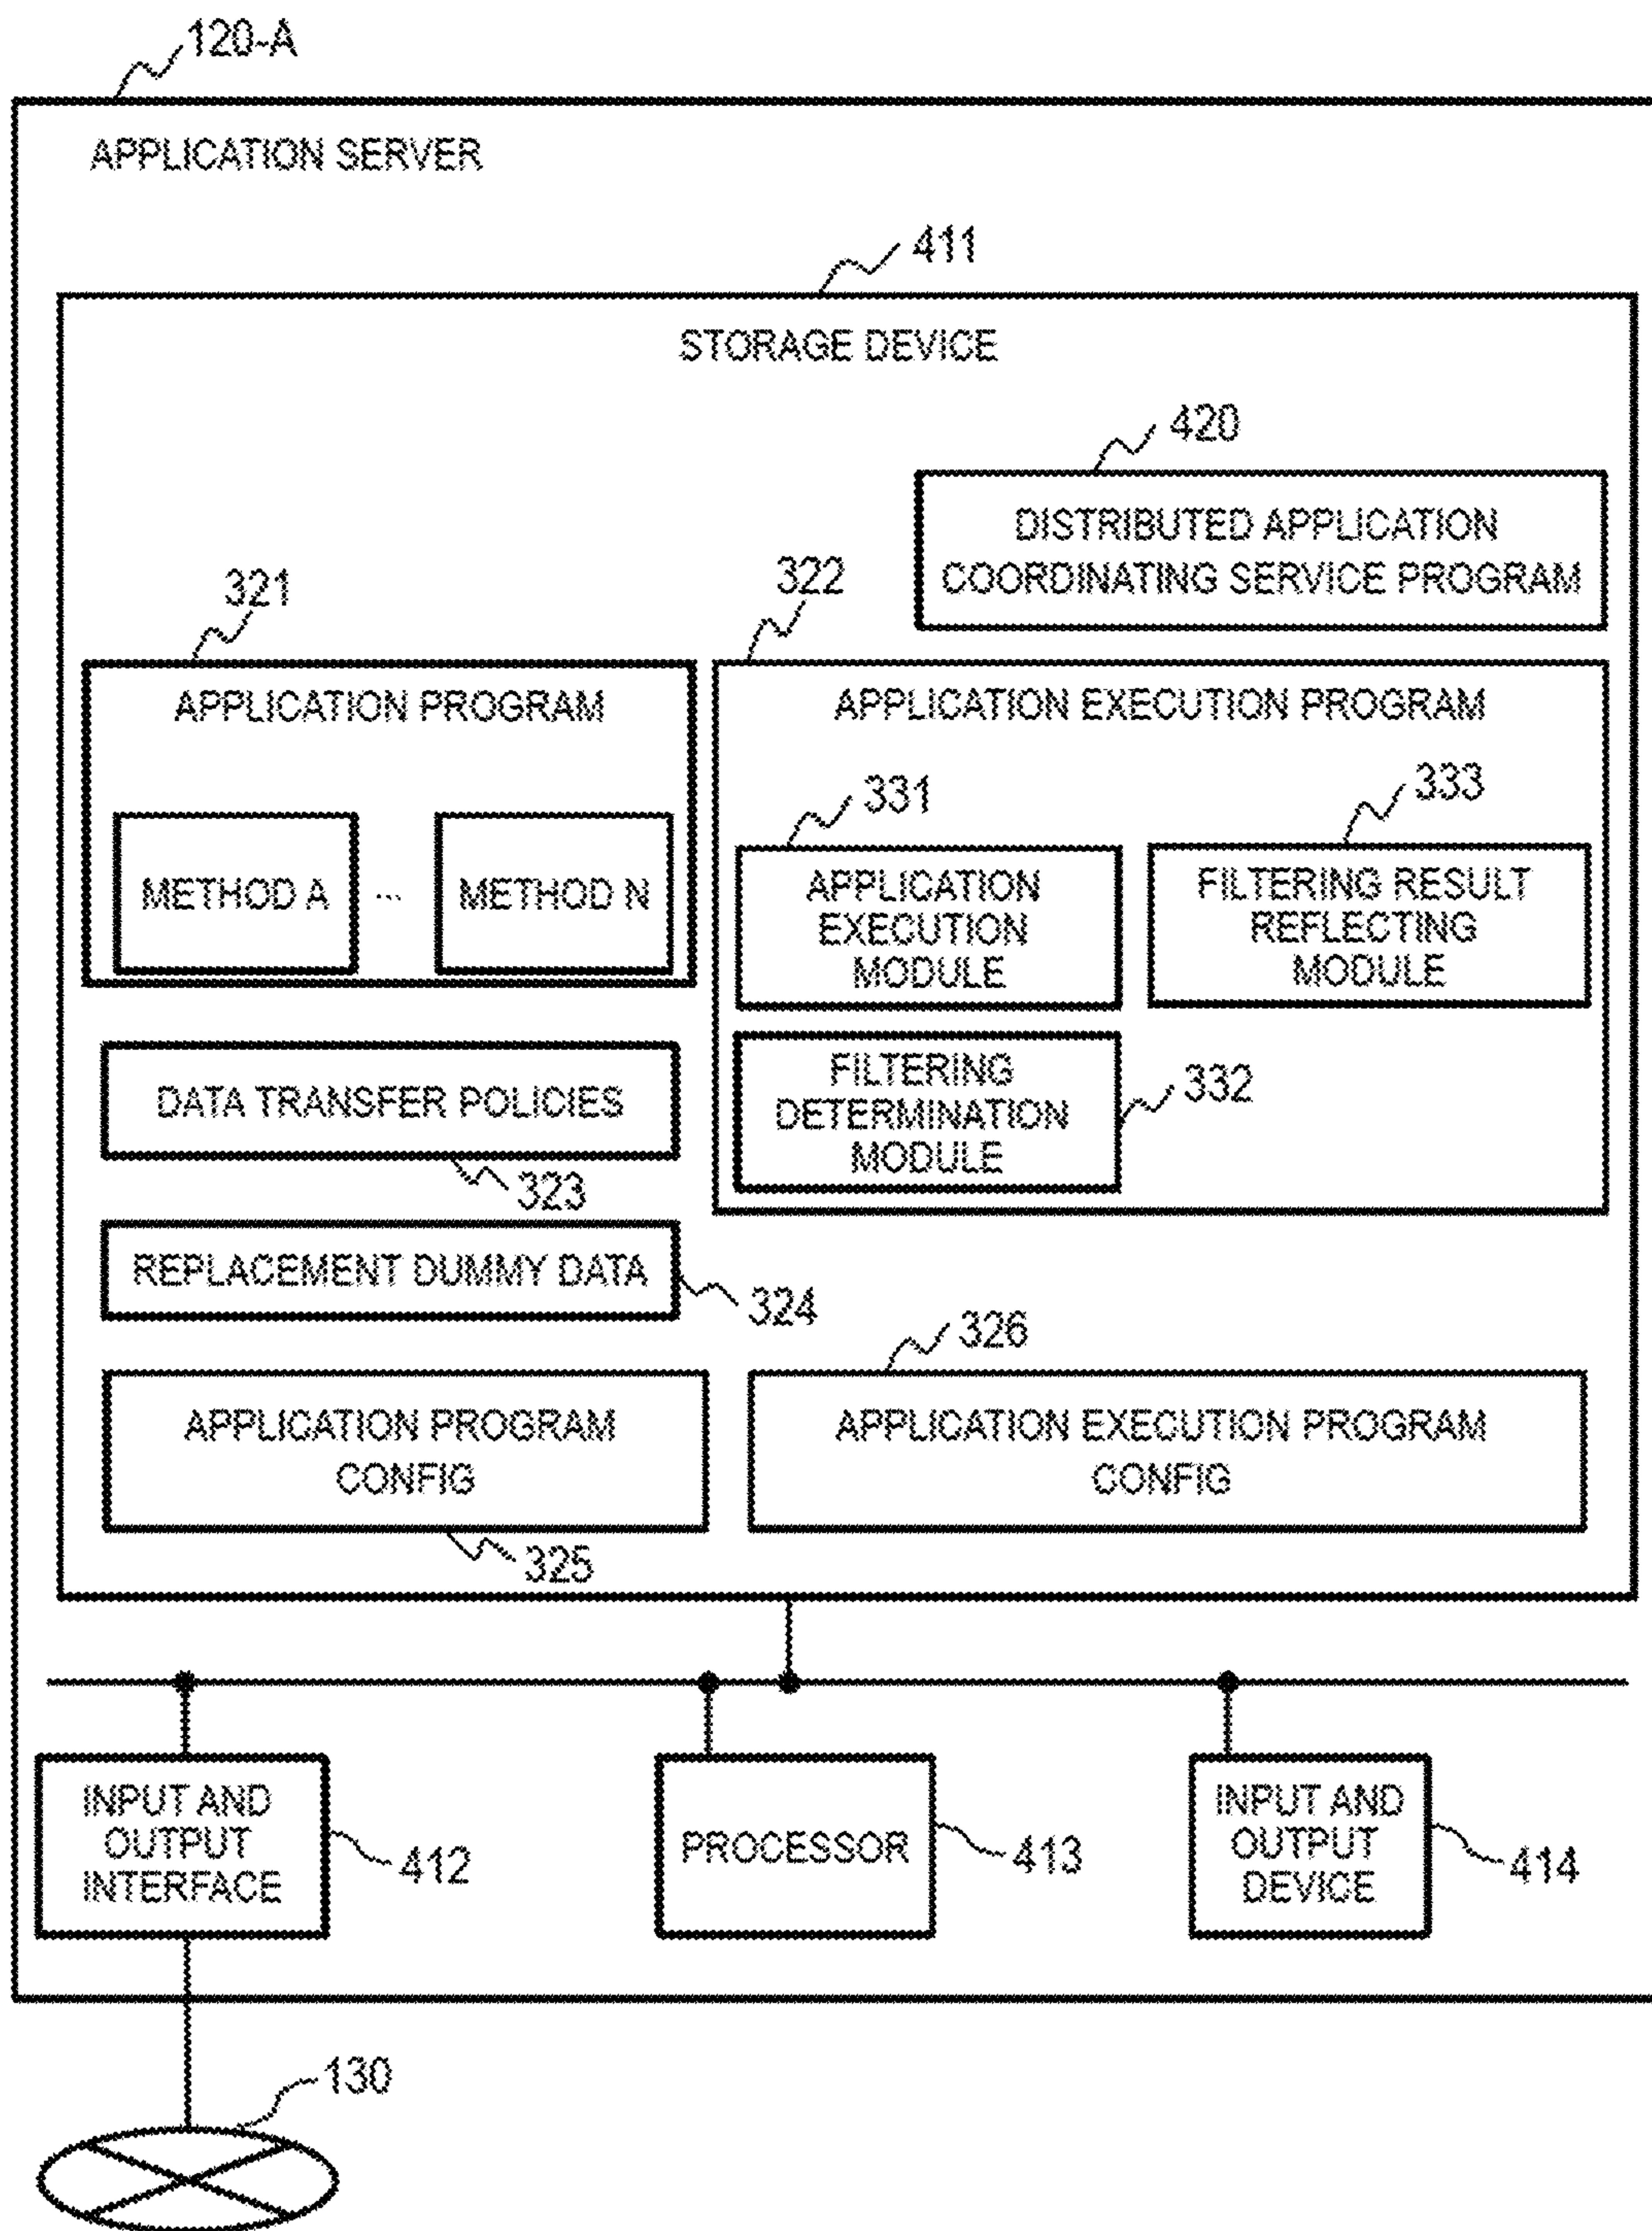 120-A
APPLICATION SERVER
411
STORAGE DEVICE
420
DISTRIBUTED APPLICATION
COORDINATING SERVICE PROGRAM
321
322
APPLICATION PROGRAM
APPLICATION EXECUTION PROGRAM
331
333
METHOD A
...
METHOD N
APPLICATION
EXECUTION
MODULE
FILTERING RESULT
REFLECTING
MODULE
DATA TRANSFER POLICIES
323
FILTERING
DETERMINATION
MODULE
332
REPLACEMENT DUMMY DATA
324
326
APPLICATION PROGRAM
CONFIG
325
APPLICATION EXECUTION PROGRAM
CONFIG
INPUT AND
OUTPUT
INTERFACE
412
PROCESSOR
413
INPUT AND
OUTPUT
DEVICE
414
130